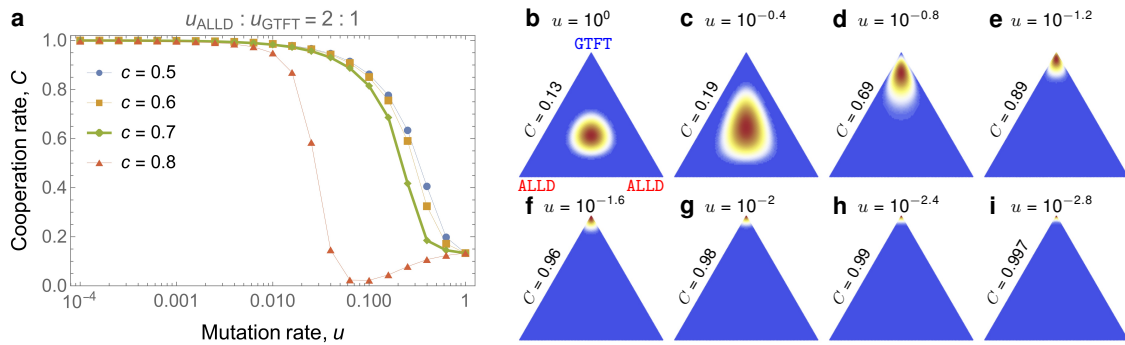 a
u_ALLD : u_GTFT = 2 : 1
Cooperation rate, C
1.0
0.8
0.6
0.4
0.2
0.0
c = 0.5
c = 0.6
c = 0.7
c = 0.8
10⁻⁴
0.001
0.010
0.100
1
Mutation rate, u
b
u = 10⁰
GTFT
C = 0.13
ALLD
ALLD
c
u = 10⁻⁰·⁴
C = 0.19
d
u = 10⁻⁰·⁸
C = 0.69
e
u = 10⁻¹·²
C = 0.89
f
u = 10⁻¹·⁶
C = 0.96
g
u = 10⁻²
C = 0.98
h
u = 10⁻²·⁴
C = 0.99
i
u = 10⁻²·⁸
C = 0.997